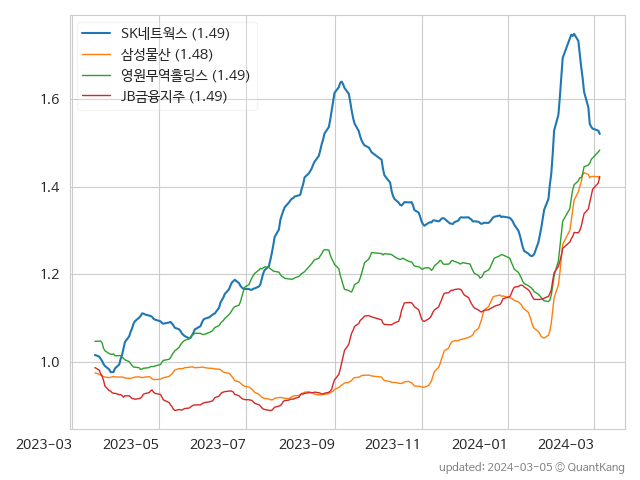 SK네트웍스 (1.49)
삼성물산 (1.48)
영원무역홀딩스 (1.49)
JB금융지주 (1.49)
1.6
1.4
1.2
1.0
2023-03 2023-05 2023-07 2023-09 2023-11 2024-01 2024-03
updated: 2024-03-05 © QuantKang